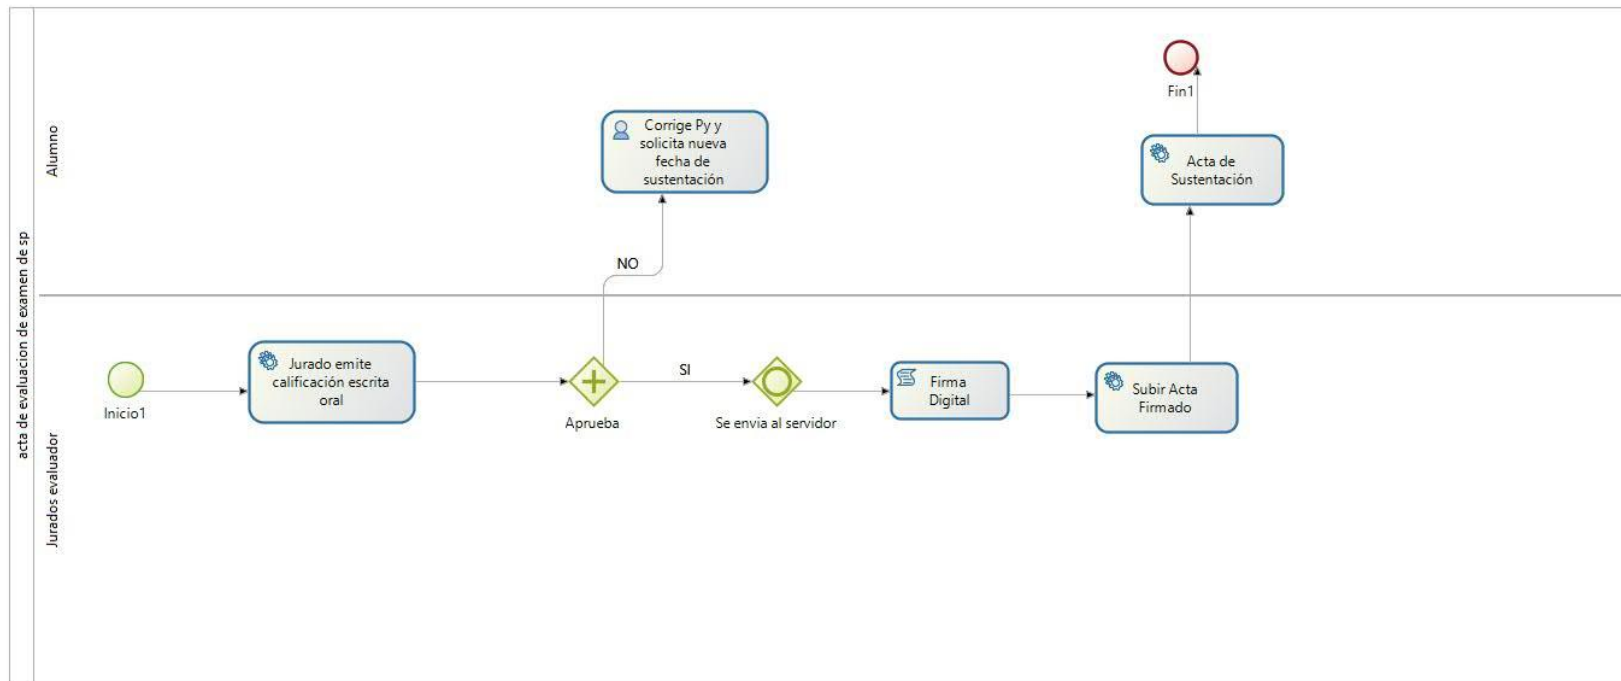 acta de evaluacion de examen de sp
Alumno
Corrige Py y
solicita nueva
fecha de
sustentación
Fin1
Acta de
Sustentación
NO
Jurados evaluador
Inicio1
Jurado emite
calificación escrita
oral
Aprueba
SI
Se envia al servidor
Firma
Digital
Subir Acta
Firmado